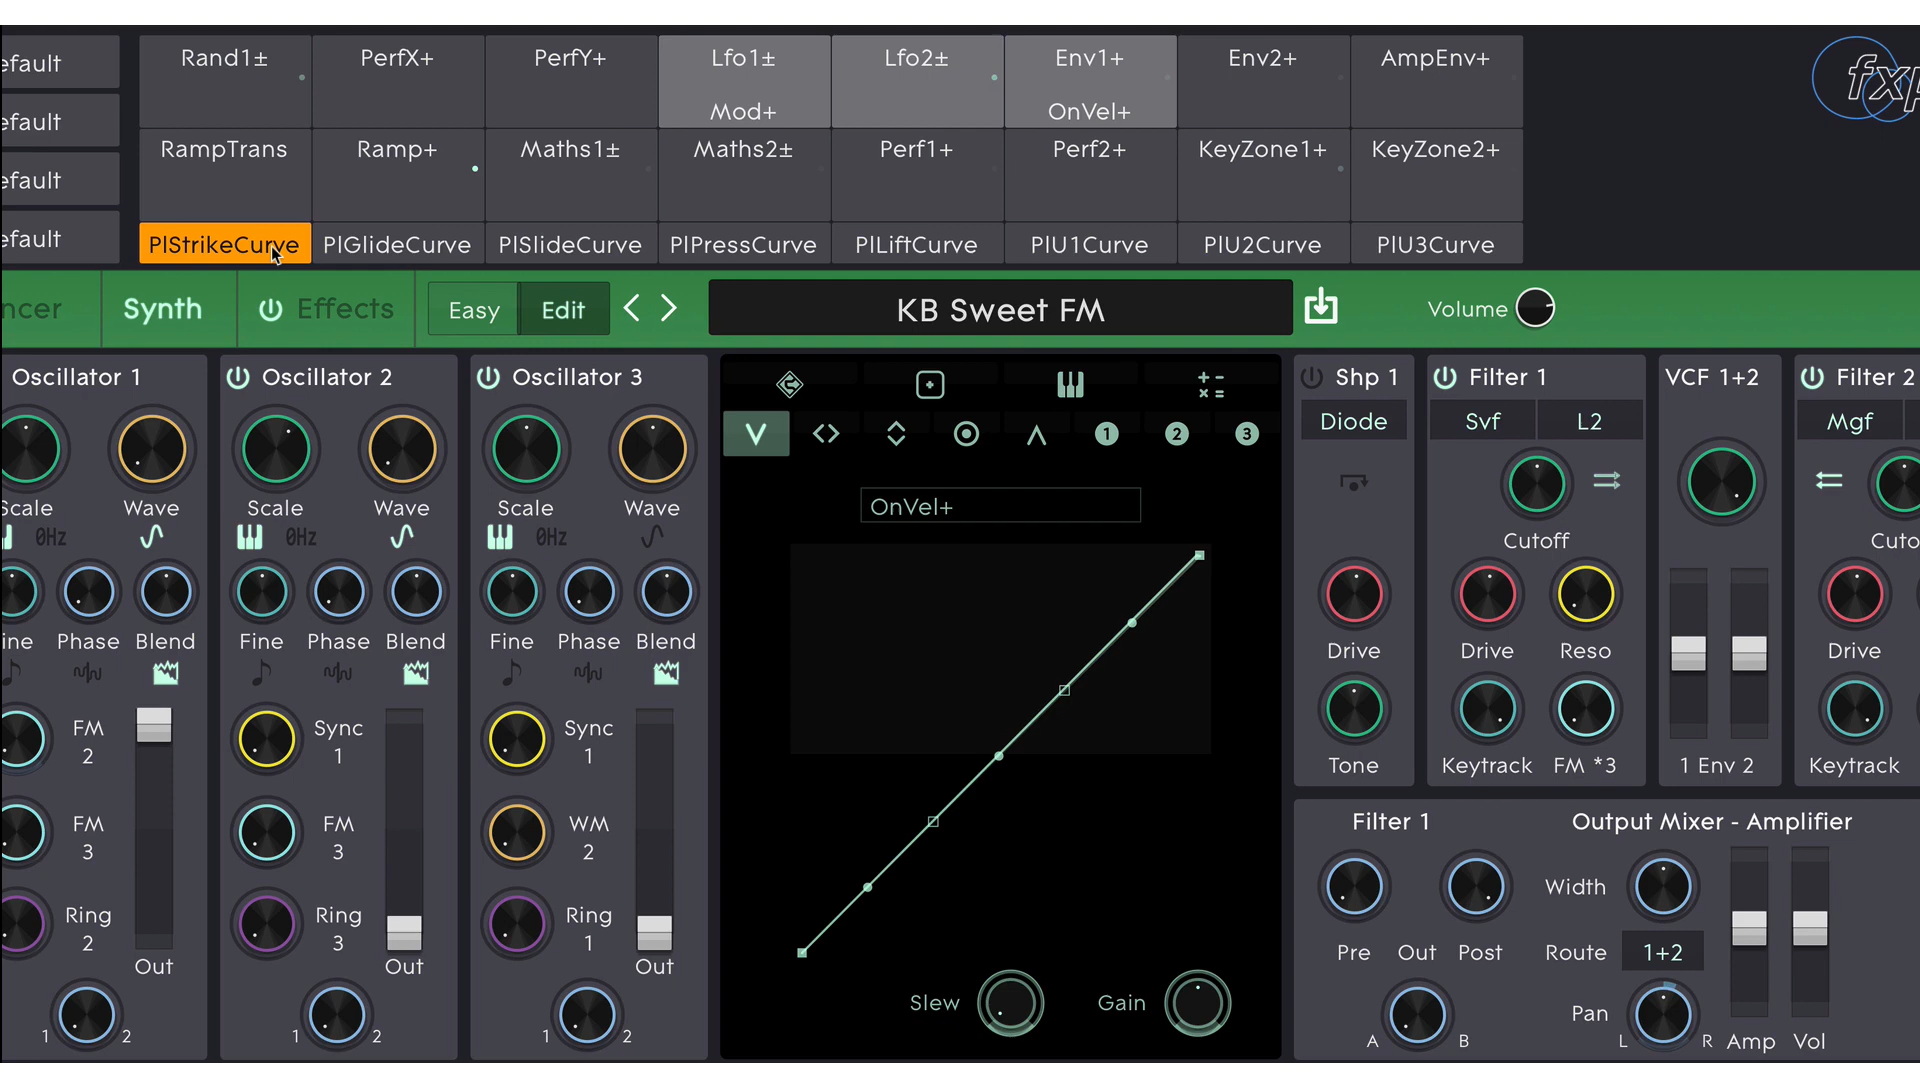 efault Rand1± PerfX+ PerfY+ Lfo1± Lfo2± Env1+ Env2+ AmpEnv+
fxp
Mod+ OnVel+
efault
RampTrans Ramp+ Maths1± Maths2± Perf1+ Perf2+ KeyZone1+ KeyZone2+
efault
efault PlStrikeCurve PlGlideCurve PlSlideCurve PlPressCurve PlLiftCurve PlU1Curve PlU2Curve PlU3Curve
ncer Synth Effects Easy Edit KB Sweet FM Volume
Oscillator 1 Oscillator 2 Oscillator 3 Shp 1 Filter 1 VCF 1+2 Filter 2
Diode Svf L2 Mgf
V 1 2 3
OnVel+
Scale Wave Scale Wave Scale Wave
0Hz 0Hz 0Hz
Cutoff Cuto
ine Phase Blend Fine Phase Blend Fine Phase Blend
Drive Drive Reso Drive
FM Sync Sync
2 1 1
Tone Keytrack FM *3 1 Env 2 Keytrack
FM FM WM
3 3 2
Filter 1 Output Mixer - Amplifier
Width
Ring Ring Ring
2 3 1
Out Out Out
Pre Out Post Route 1+2
Slew Gain
Pan
1 2 1 2 1 2
A B L R Amp Vol